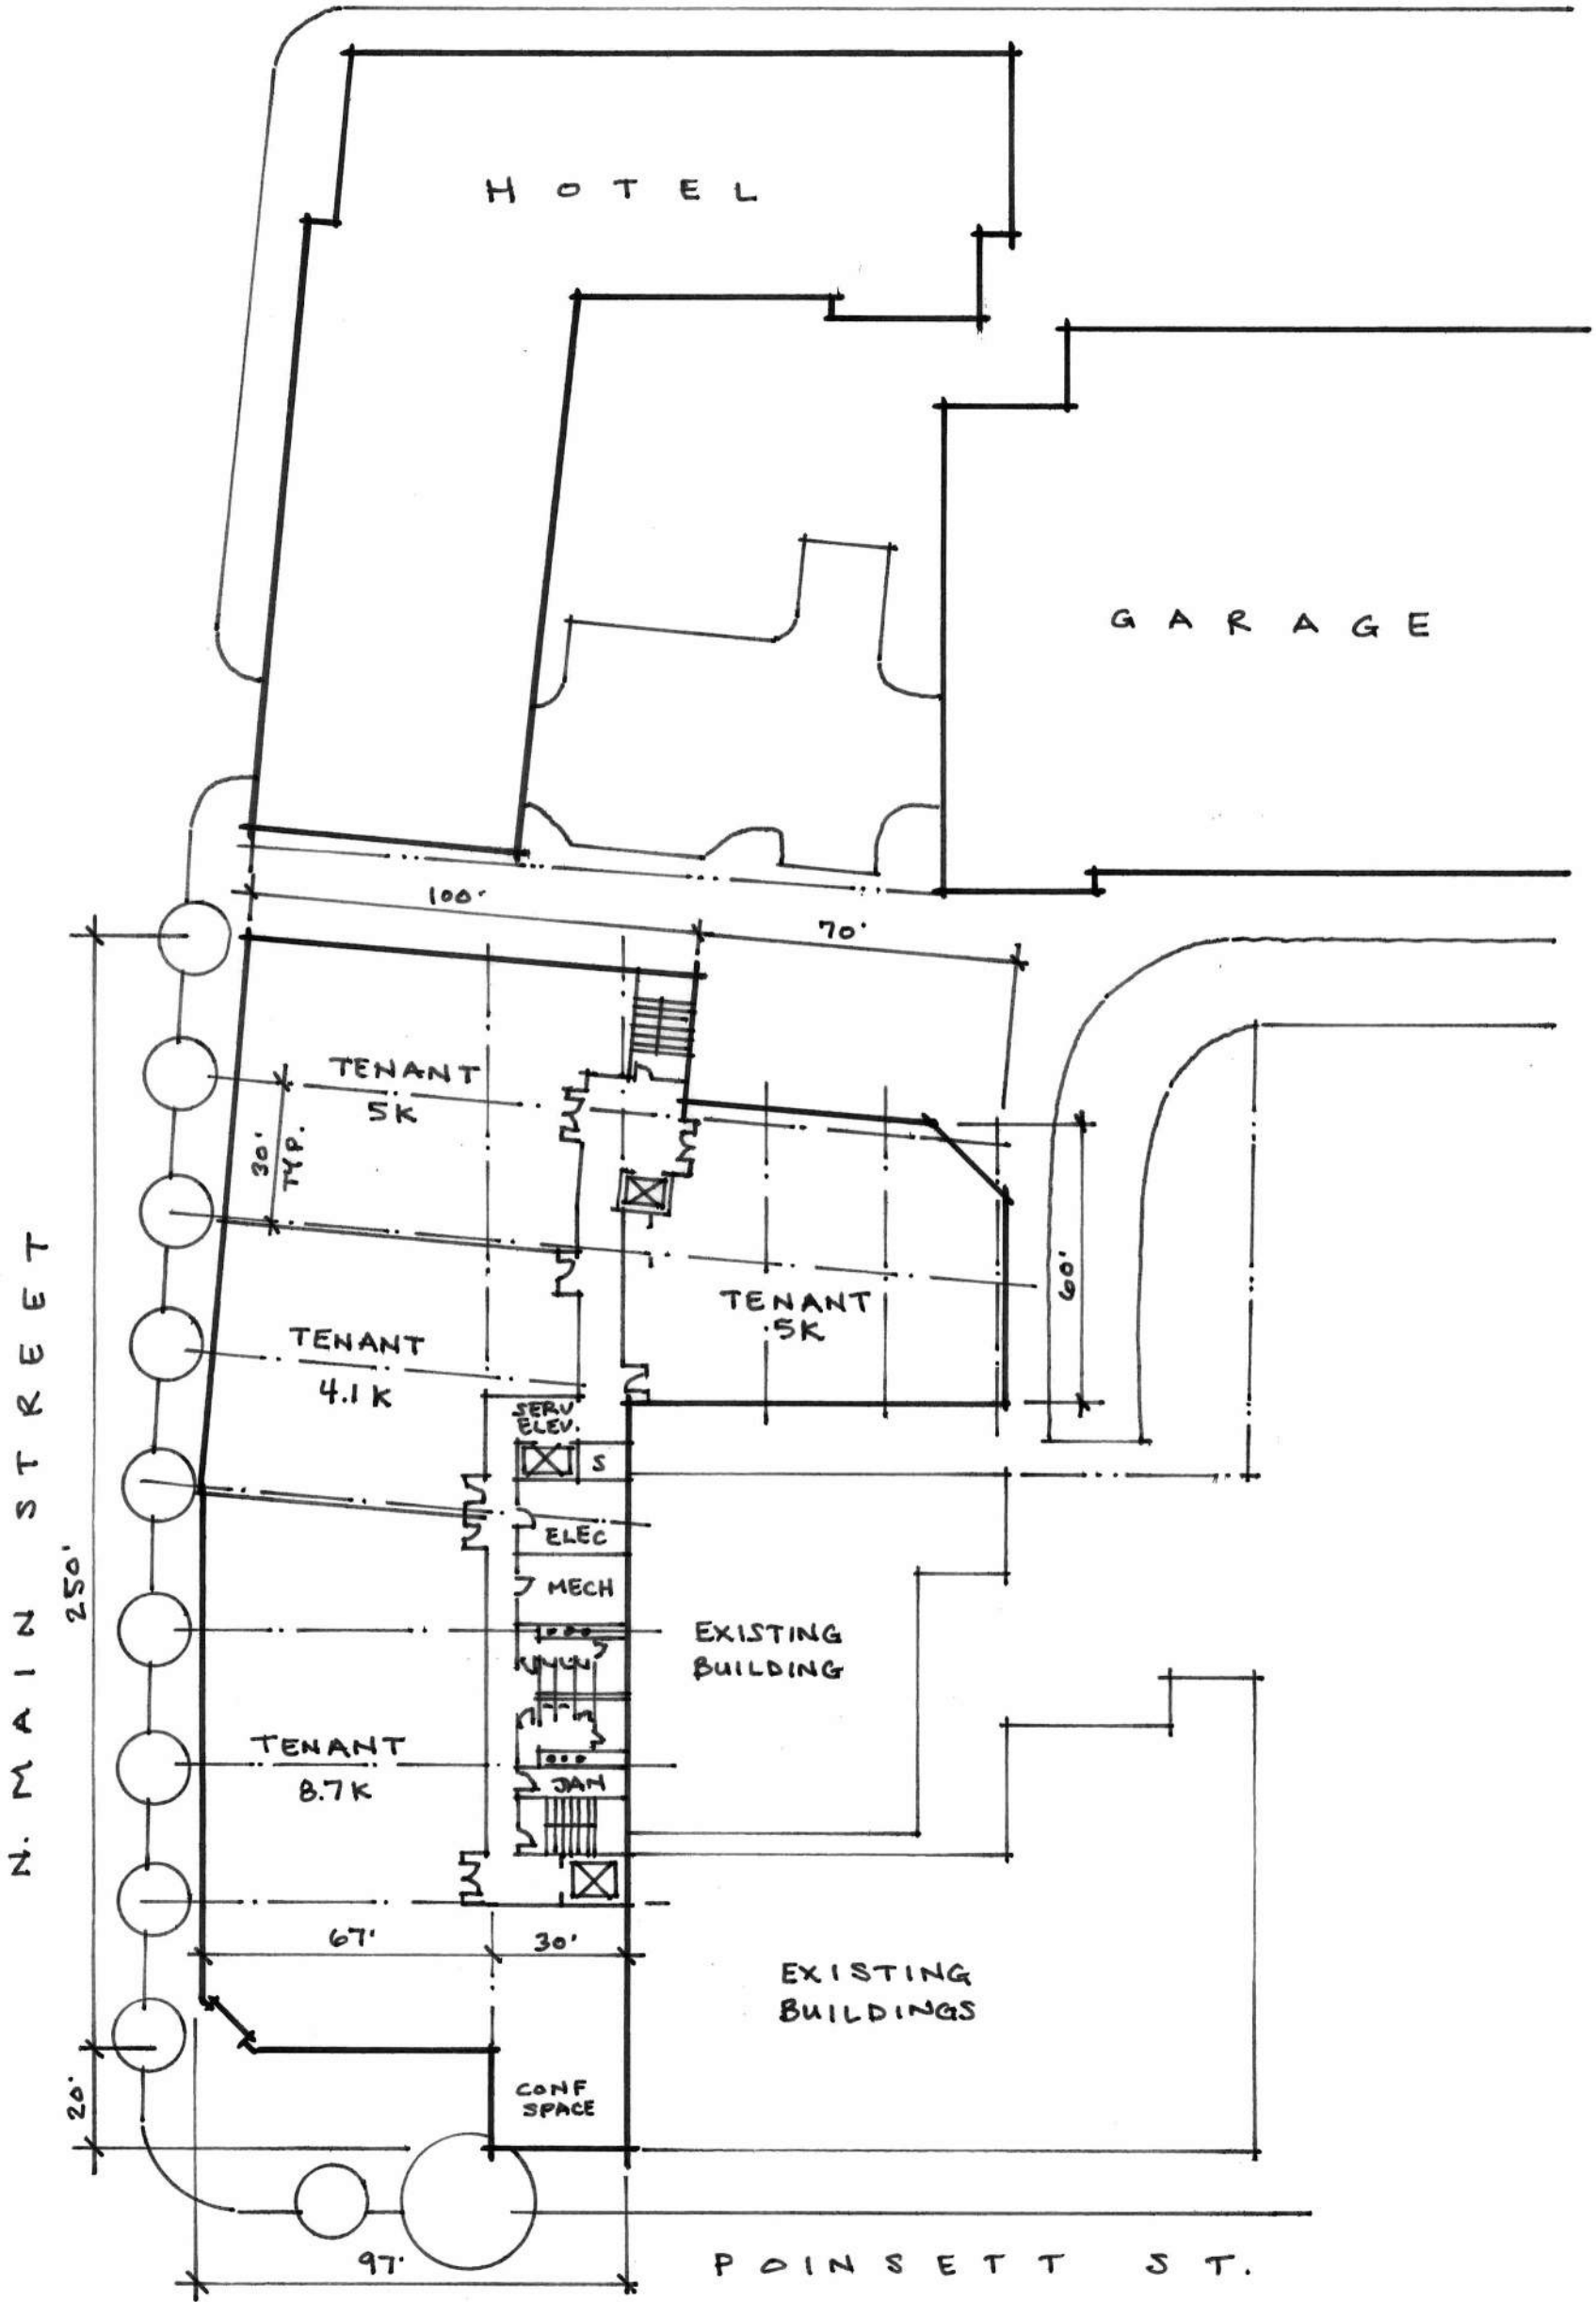 HOTEL
GARAGE
100'
70'
TENANT
5K
30'
TYP.
60'
TENANT
.5K
TENANT
4.1K
SERV
ELEV.
S
ELEC
MECH
N. MAIN STREET
250'
EXISTING
BUILDING
TENANT
8.7K
JAN
67'
30'
EXISTING
BUILDINGS
20'
CONF
SPACE
97'
POINSETT ST.